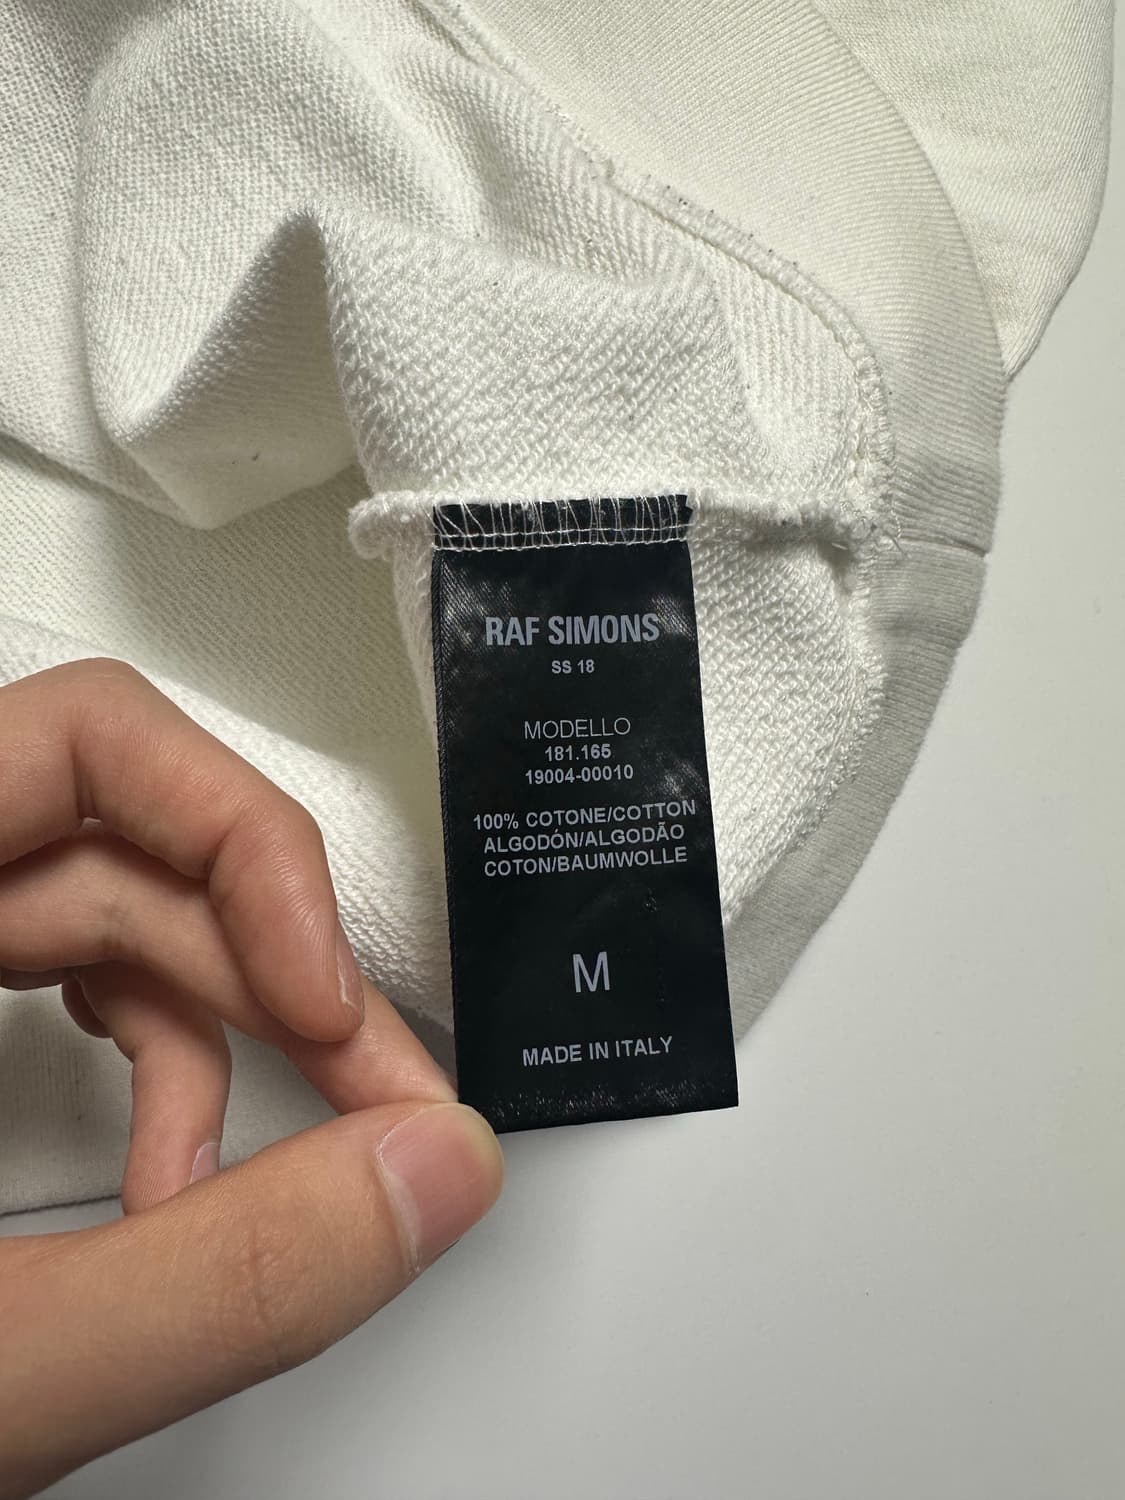 RAF SIMONS
SS 18
MODELLO
181.165
19004-00010
100% COTONE/COTTON
ALGODÓN/ALGODÃO
COTON/BAUMWOLLE
M
MADE IN ITALY